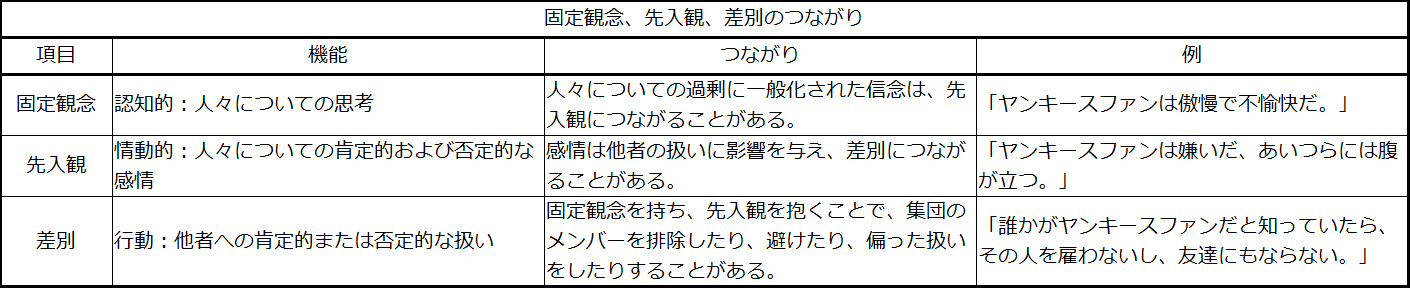 固定観念、先入観、差別のつながり
項目 機能 つながり 例
固定観念 認知的：人々についての思考 人々についての過剰に一般化された信念は、先
入観につながることがある。 「ヤンキースファンは傲慢で不愉快だ。」
先入観 情動的：人々についての肯定的および否定的な
感情 感情は他者の扱いに影響を与え、差別につなが
ることがある。 「ヤンキースファンは嫌いだ、あいつらには腹
が立つ。」
差別 行動：他者への肯定的または否定的な扱い 固定観念を持ち、先入観を抱くことで、集団の
メンバーを排除したり、避けたり、偏った扱い
をしたりすることがある。 「誰かがヤンキースファンだと知っていたら、
その人を雇わないし、友達にもならない。」